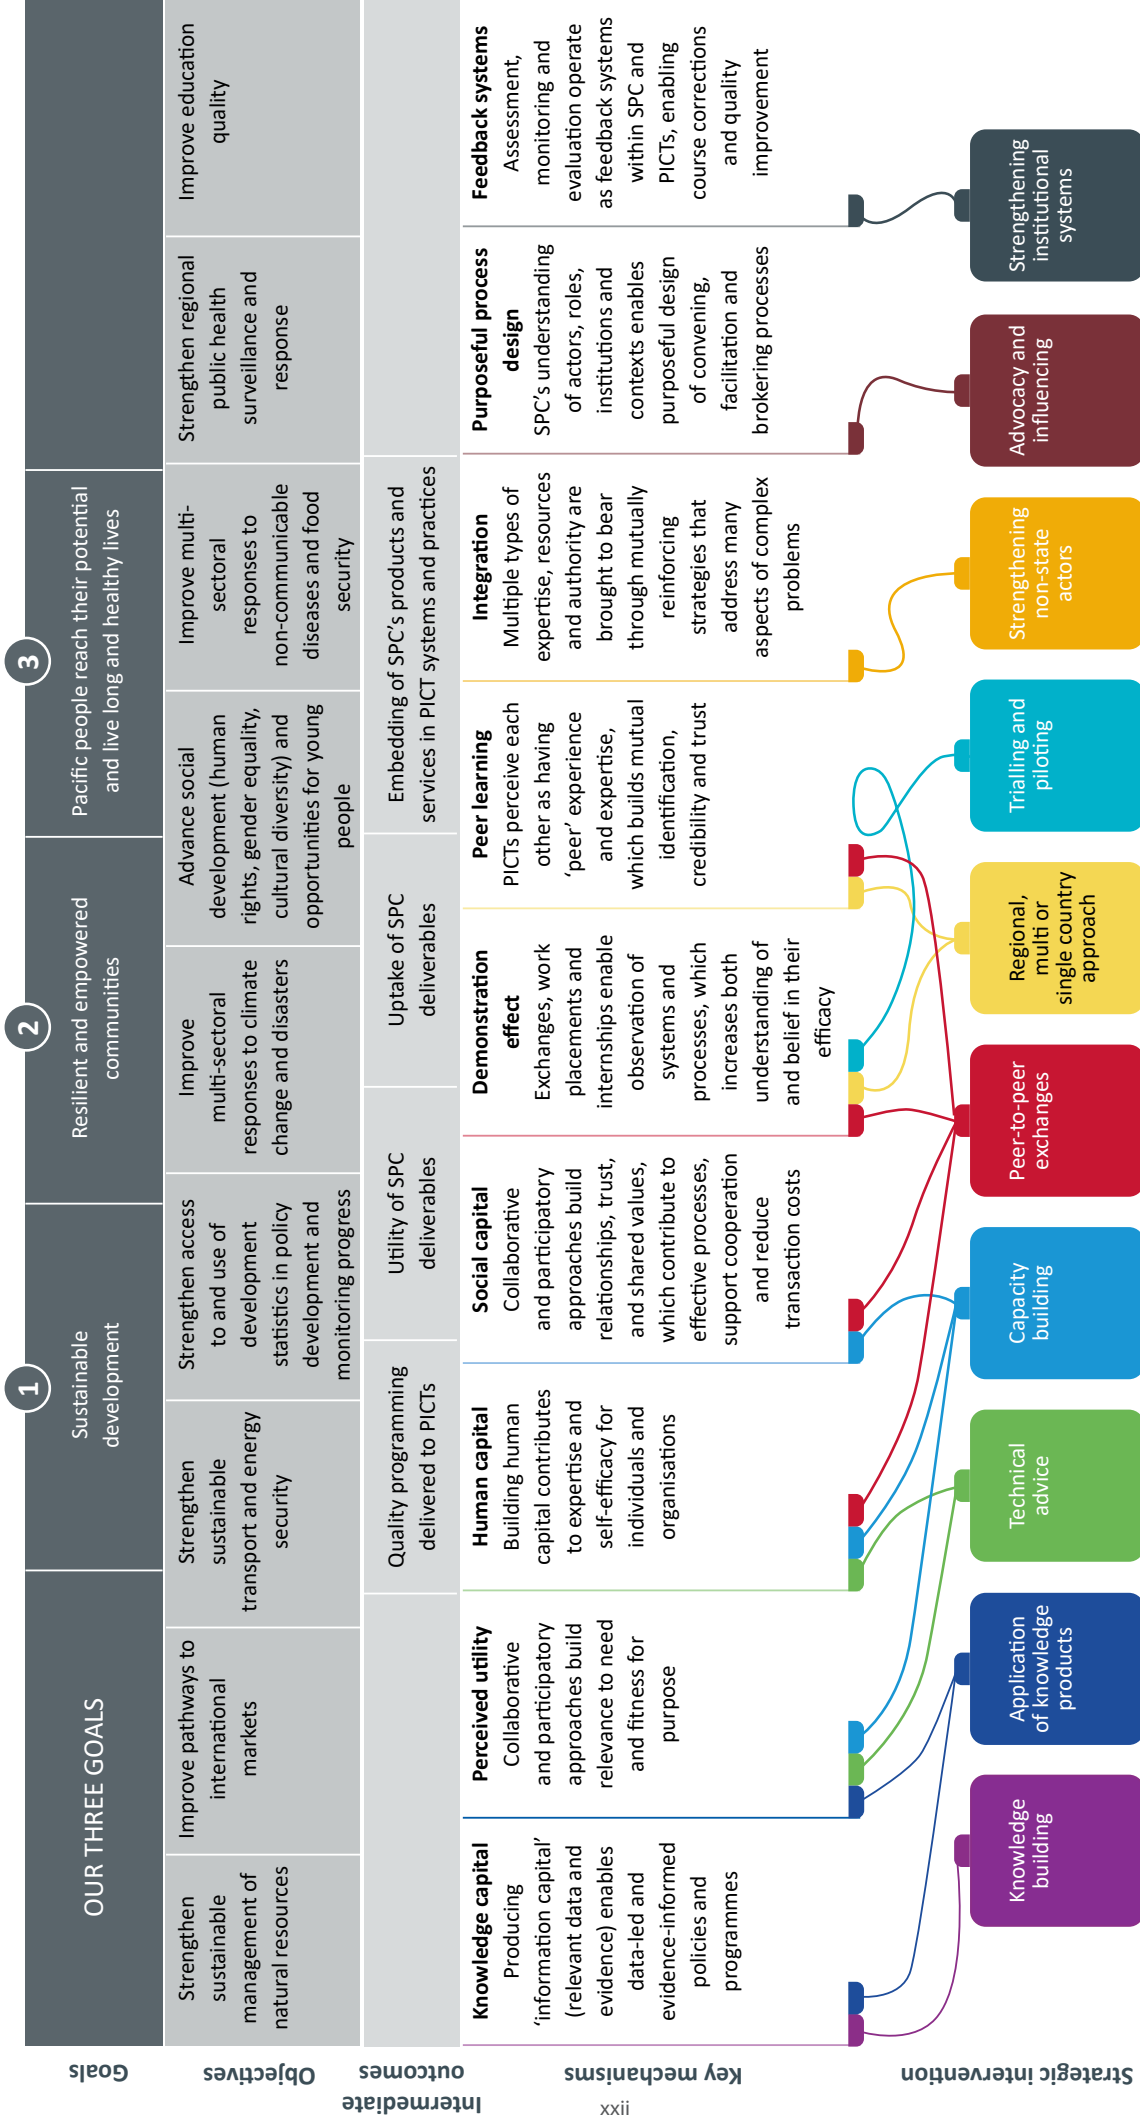 Goals
OUR THREE GOALS
1
Sustainable
development
2
Resilient and empowered
communities
3
Pacific people reach their potential
and live long and healthy lives
Objectives
Strengthen
sustainable
management of
natural resources
Improve pathways to
international
markets
Strengthen
sustainable
transport and energy
security
Strengthen access
to and use of
development
statistics in policy
development and
monitoring progress
Improve
multi-sectoral
responses to climate
change and disasters
Advance social
development (human
rights, gender equality,
cultural diversity) and
opportunities for young
people
Improve multi-
sectoral
responses to
non-communicable
diseases and food
security
Strengthen regional
public health
surveillance and
response
Improve education
quality
Intermediate
outcomes
Quality programming
delivered to PICTs
Utility of SPC
deliverables
Uptake of SPC
deliverables
Embedding of SPC's products and
services in PICT systems and practices
Key mechanisms
Knowledge capital
Producing
‘information capital’
(relevant data and
evidence) enables
data-led and
evidence-informed
policies and
programmes
Perceived utility
Collaborative
and participatory
approaches build
relevance to need
and fitness for
purpose
Human capital
Building human
capital contributes
to expertise and
self-efficacy for
individuals and
organisations
Social capital
Collaborative
and participatory
approaches build
relationships, trust,
and shared values,
which contribute to
effective processes,
support cooperation
and reduce
transaction costs
Demonstration
effect
Exchanges, work
placements and
internships enable
observation of
systems and
processes, which
increases both
understanding of
and belief in their
efficacy
Peer learning
PICTs perceive each
other as having
‘peer’ experience
and expertise,
which builds mutual
identification,
credibility and trust
Integration
Multiple types of
expertise, resources
and authority are
brought to bear
through mutually
reinforcing
strategies that
address many
aspects of complex
problems
Purposeful process
design
SPC’s understanding
of actors, roles,
institutions and
contexts enables
purposeful design
of convening,
facilitation and
brokering processes
Feedback systems
Assessment,
monitoring and
evaluation operate
as feedback systems
within SPC and
PICTs, enabling
course corrections
and quality
improvement
Strategic intervention
Knowledge
building
Application
of knowledge
products
Technical
advice
Capacity
building
Peer-to-peer
exchanges
Regional,
multi or
single country
approach
Trialling and
piloting
Strengthening
non-state
actors
Advocacy and
influencing
Strengthening
institutional
systems
xxii